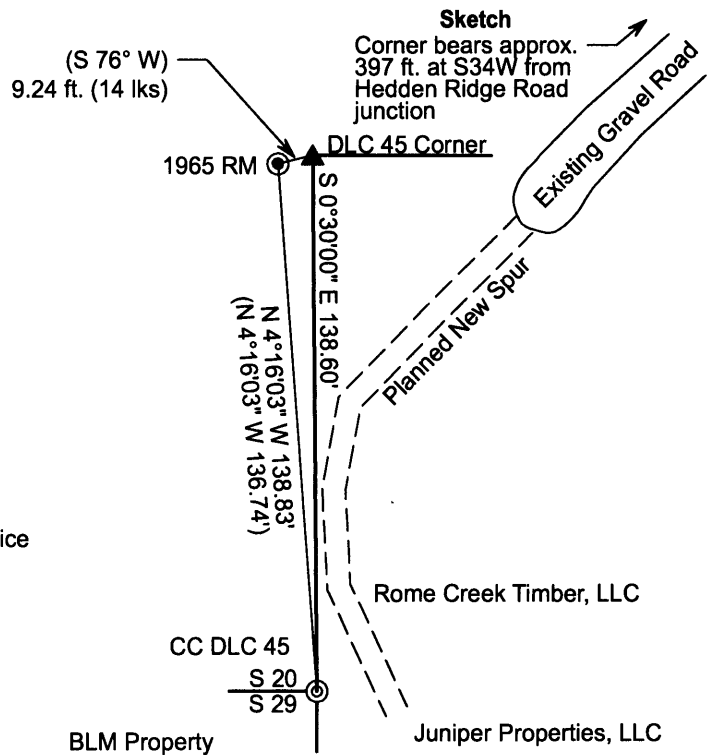 Sketch
Corner bears approx.
397 ft. at S34W from
Hedden Ridge Road
junction
(S 76° W)
9.24 ft. (14 lks)
1965 RM
DLC 45 Corner
Existing Gravel Road
S 0°30'00" E 138.60'
Planned New Spur
N 4°16'03" W 138.83'
(N 4°16'03" W 136.74')
ice
Rome Creek Timber, LLC
CC DLC 45
S 20
S 29
BLM Property
Juniper Properties, LLC